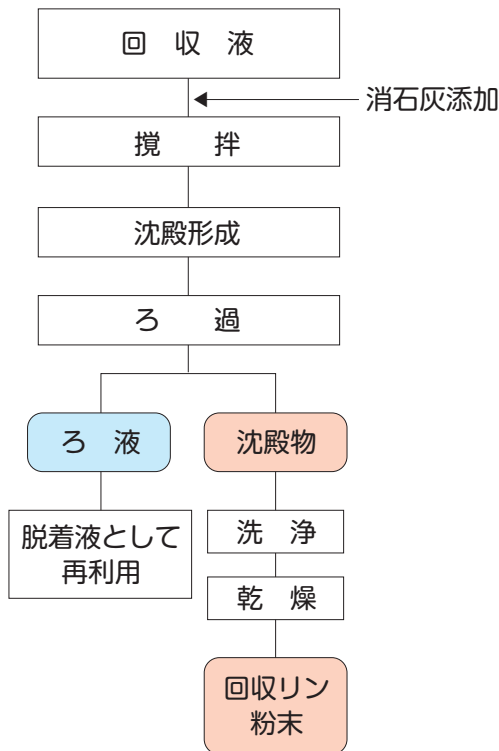 回収液
消石灰添加
撹拌
沈殿形成
ろ過
ろ液
沈殿物
脱着液として
再利用
洗浄
乾燥
回収リン
粉末